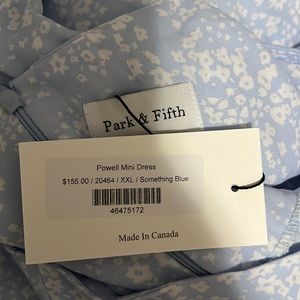 Park & Fifth
Powell Mini Dress
$155.00 / 20464 / XXL / Something Blue
46475172
Made In Canada